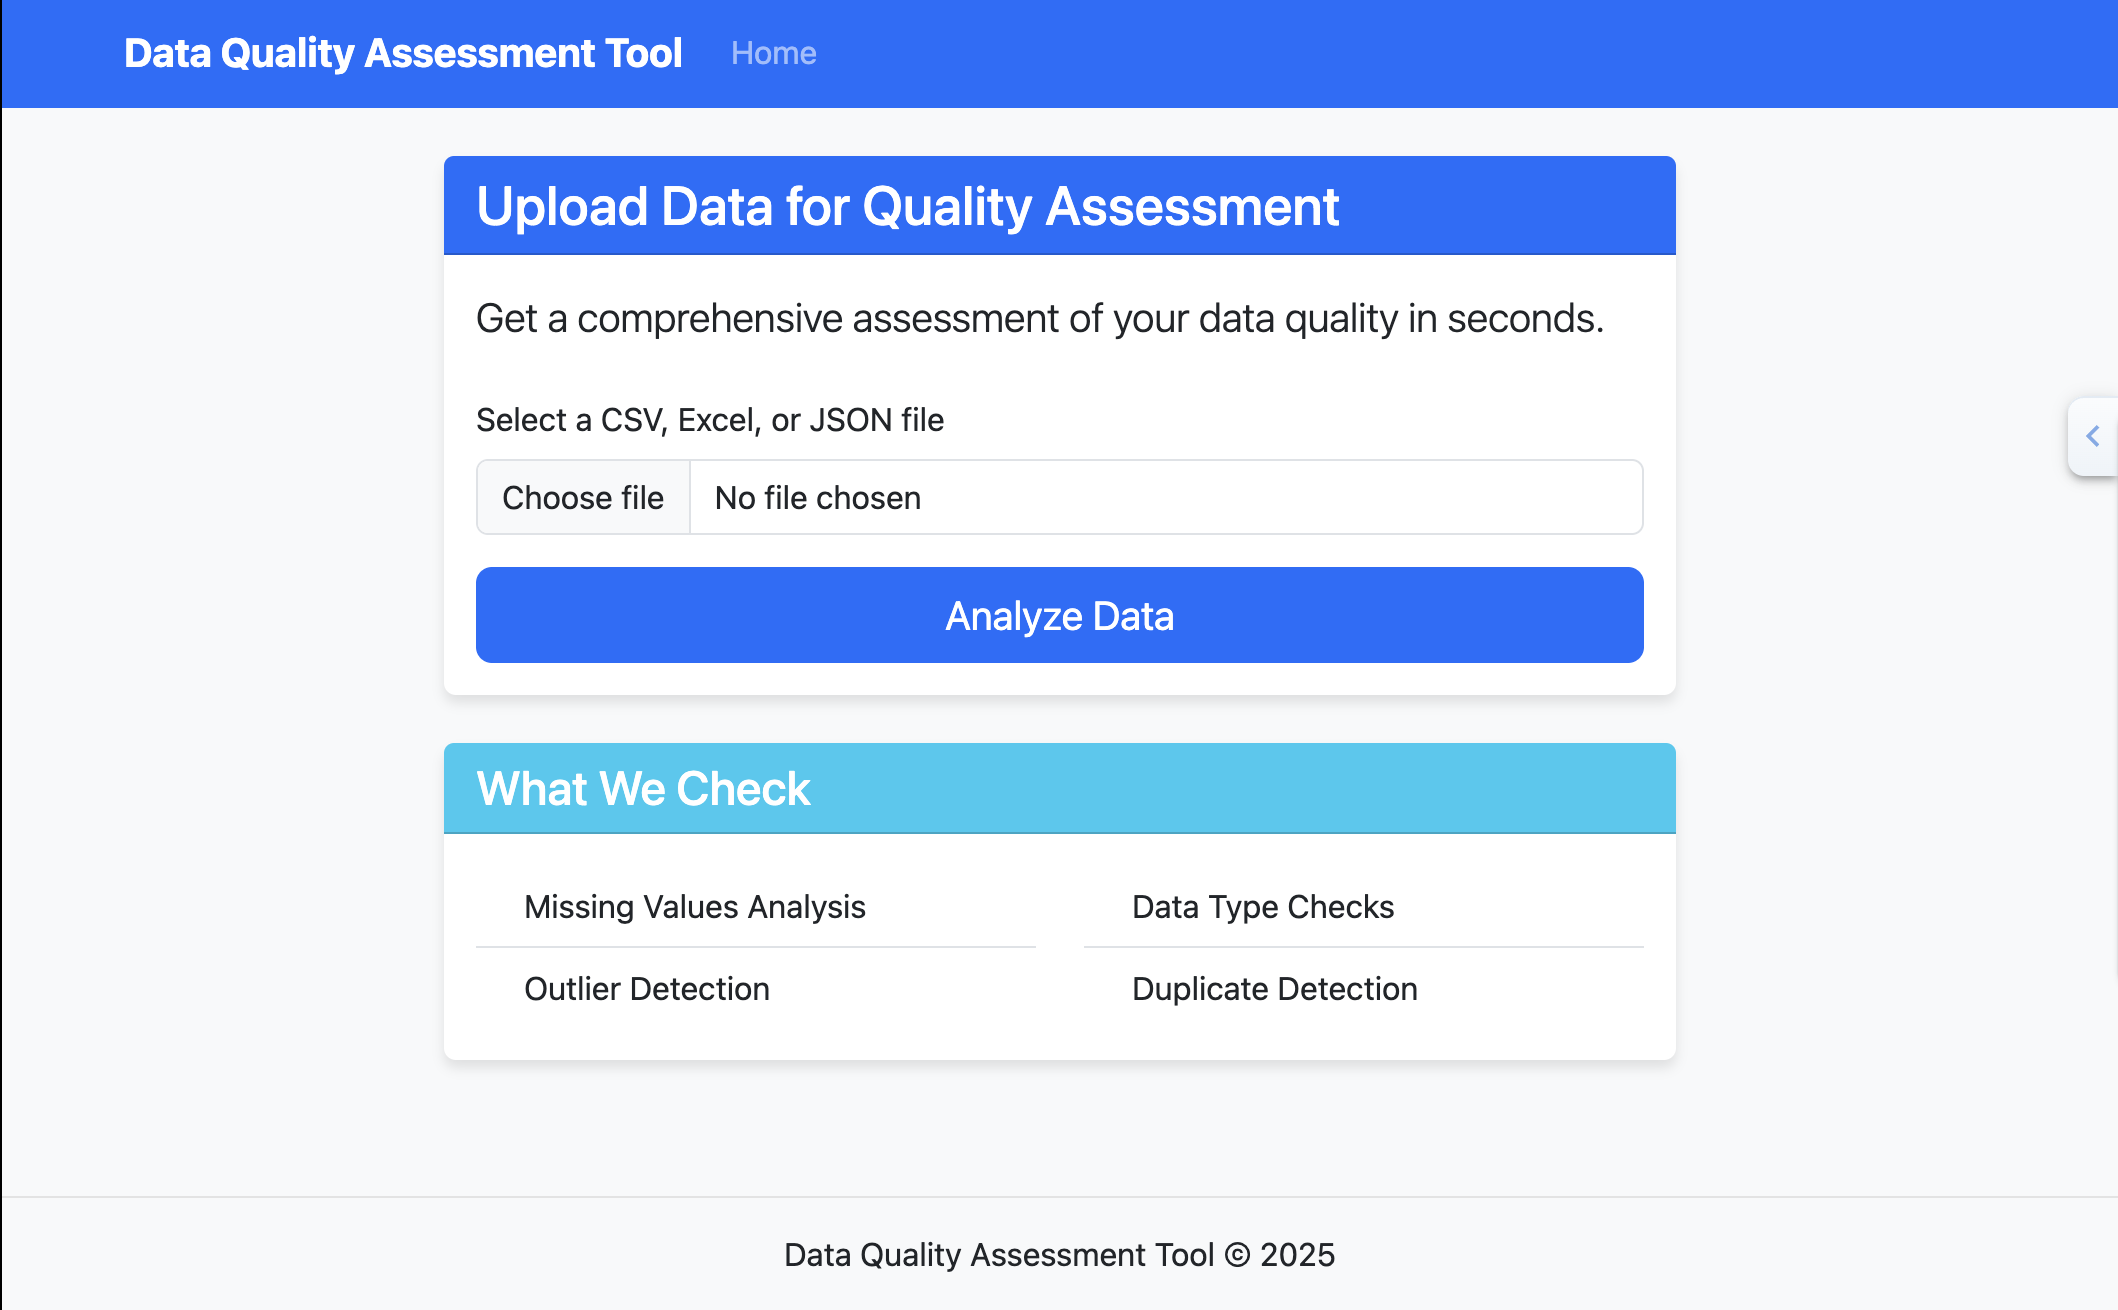 Data Quality Assessment Tool Home
Upload Data for Quality Assessment
Get a comprehensive assessment of your data quality in seconds.
Select a CSV, Excel, or JSON file
Choose file No file chosen
Analyze Data
What We Check
Missing Values Analysis
Outlier Detection
Data Type Checks
Duplicate Detection
Data Quality Assessment Tool © 2025